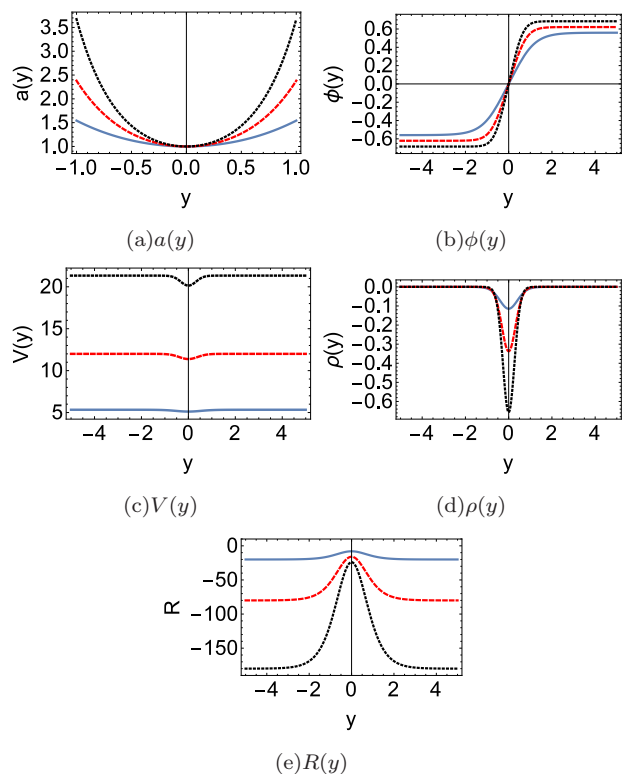 3.5
3.0
2.5
2.0
1.5
1.0
a(y)
-1.0 -0.5 0.0 0.5 1.0
y
(a)a(y)
0.6
0.4
0.2
0.0
-0.2
-0.4
-0.6
ϕ(y)
-4 -2 0 2 4
y
(b)ϕ(y)
20
15
10
5
V(y)
-4 -2 0 2 4
y
(c)V(y)
0.0
-0.1
-0.2
-0.3
-0.4
-0.5
-0.6
ρ(y)
-4 -2 0 2 4
y
(d)ρ(y)
0
-50
-100
-150
R
-4 -2 0 2 4
y
(e)R(y)